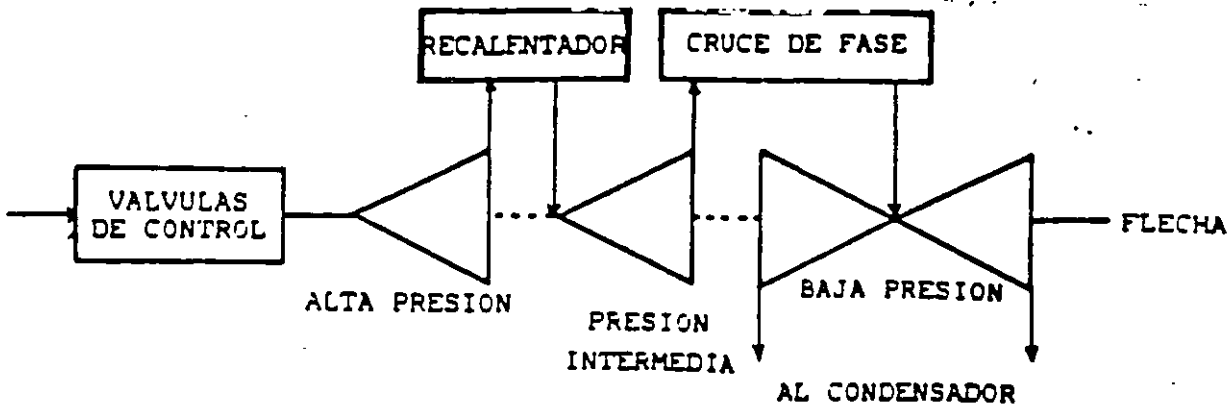 RECALENTADOR
CRUCE DE FASE
VALVULAS
DE CONTROL
FLECHA
ALTA PRESION
BAJA PRESION
PRESION
INTERMEDIA
AL CONDENSADOR